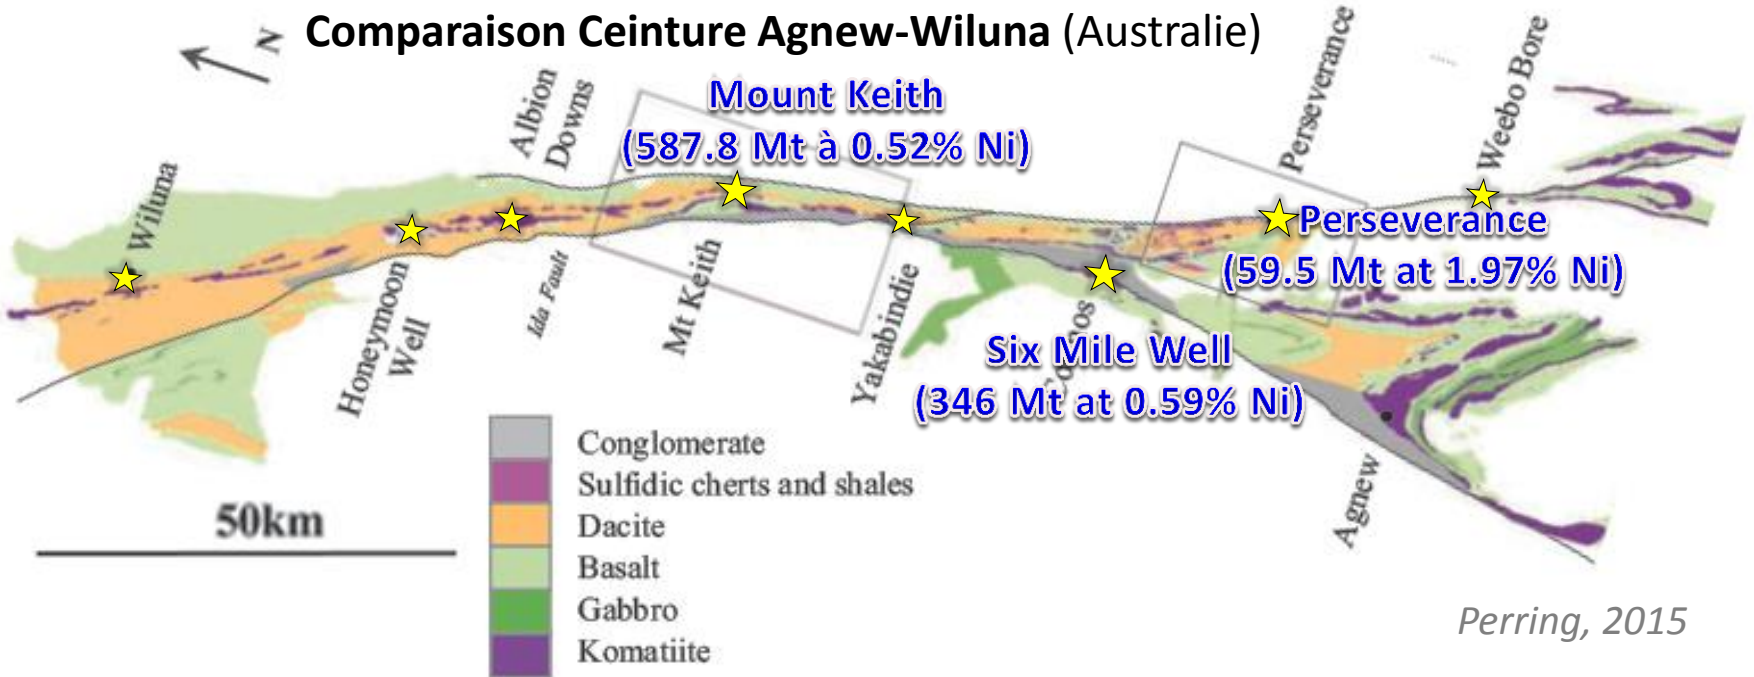 Comparaison Ceinture Agnew-Wiluna (Australie)
N
Wiluna
Honeymoon
Well
Albion
Downs
Ida Fault
Mount Keith
(587.8 Mt à 0.52% Ni)
Mt Keith
Yakabindie
Perseverance
Weebo Bore
Perseverance
(59.5 Mt at 1.97% Ni)
Six Mile Well
(346 Mt at 0.59% Ni)
Agnew
50km
Conglomerate
Sulfidic cherts and shales
Dacite
Basalt
Gabbro
Komatiite
Perring, 2015